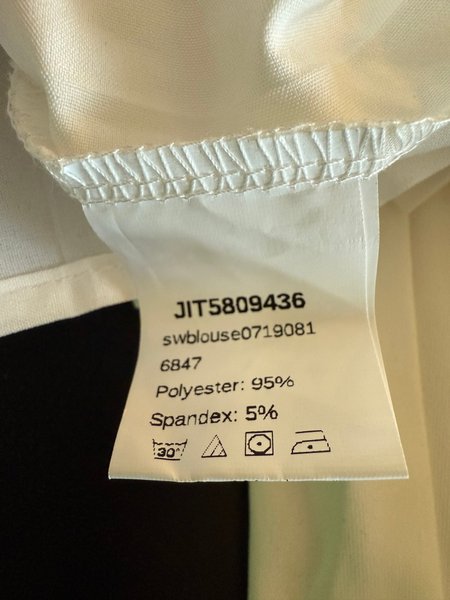 JIT5809436
swblouse0719081
6847
Polyester: 95%
Spandex: 5%
30°